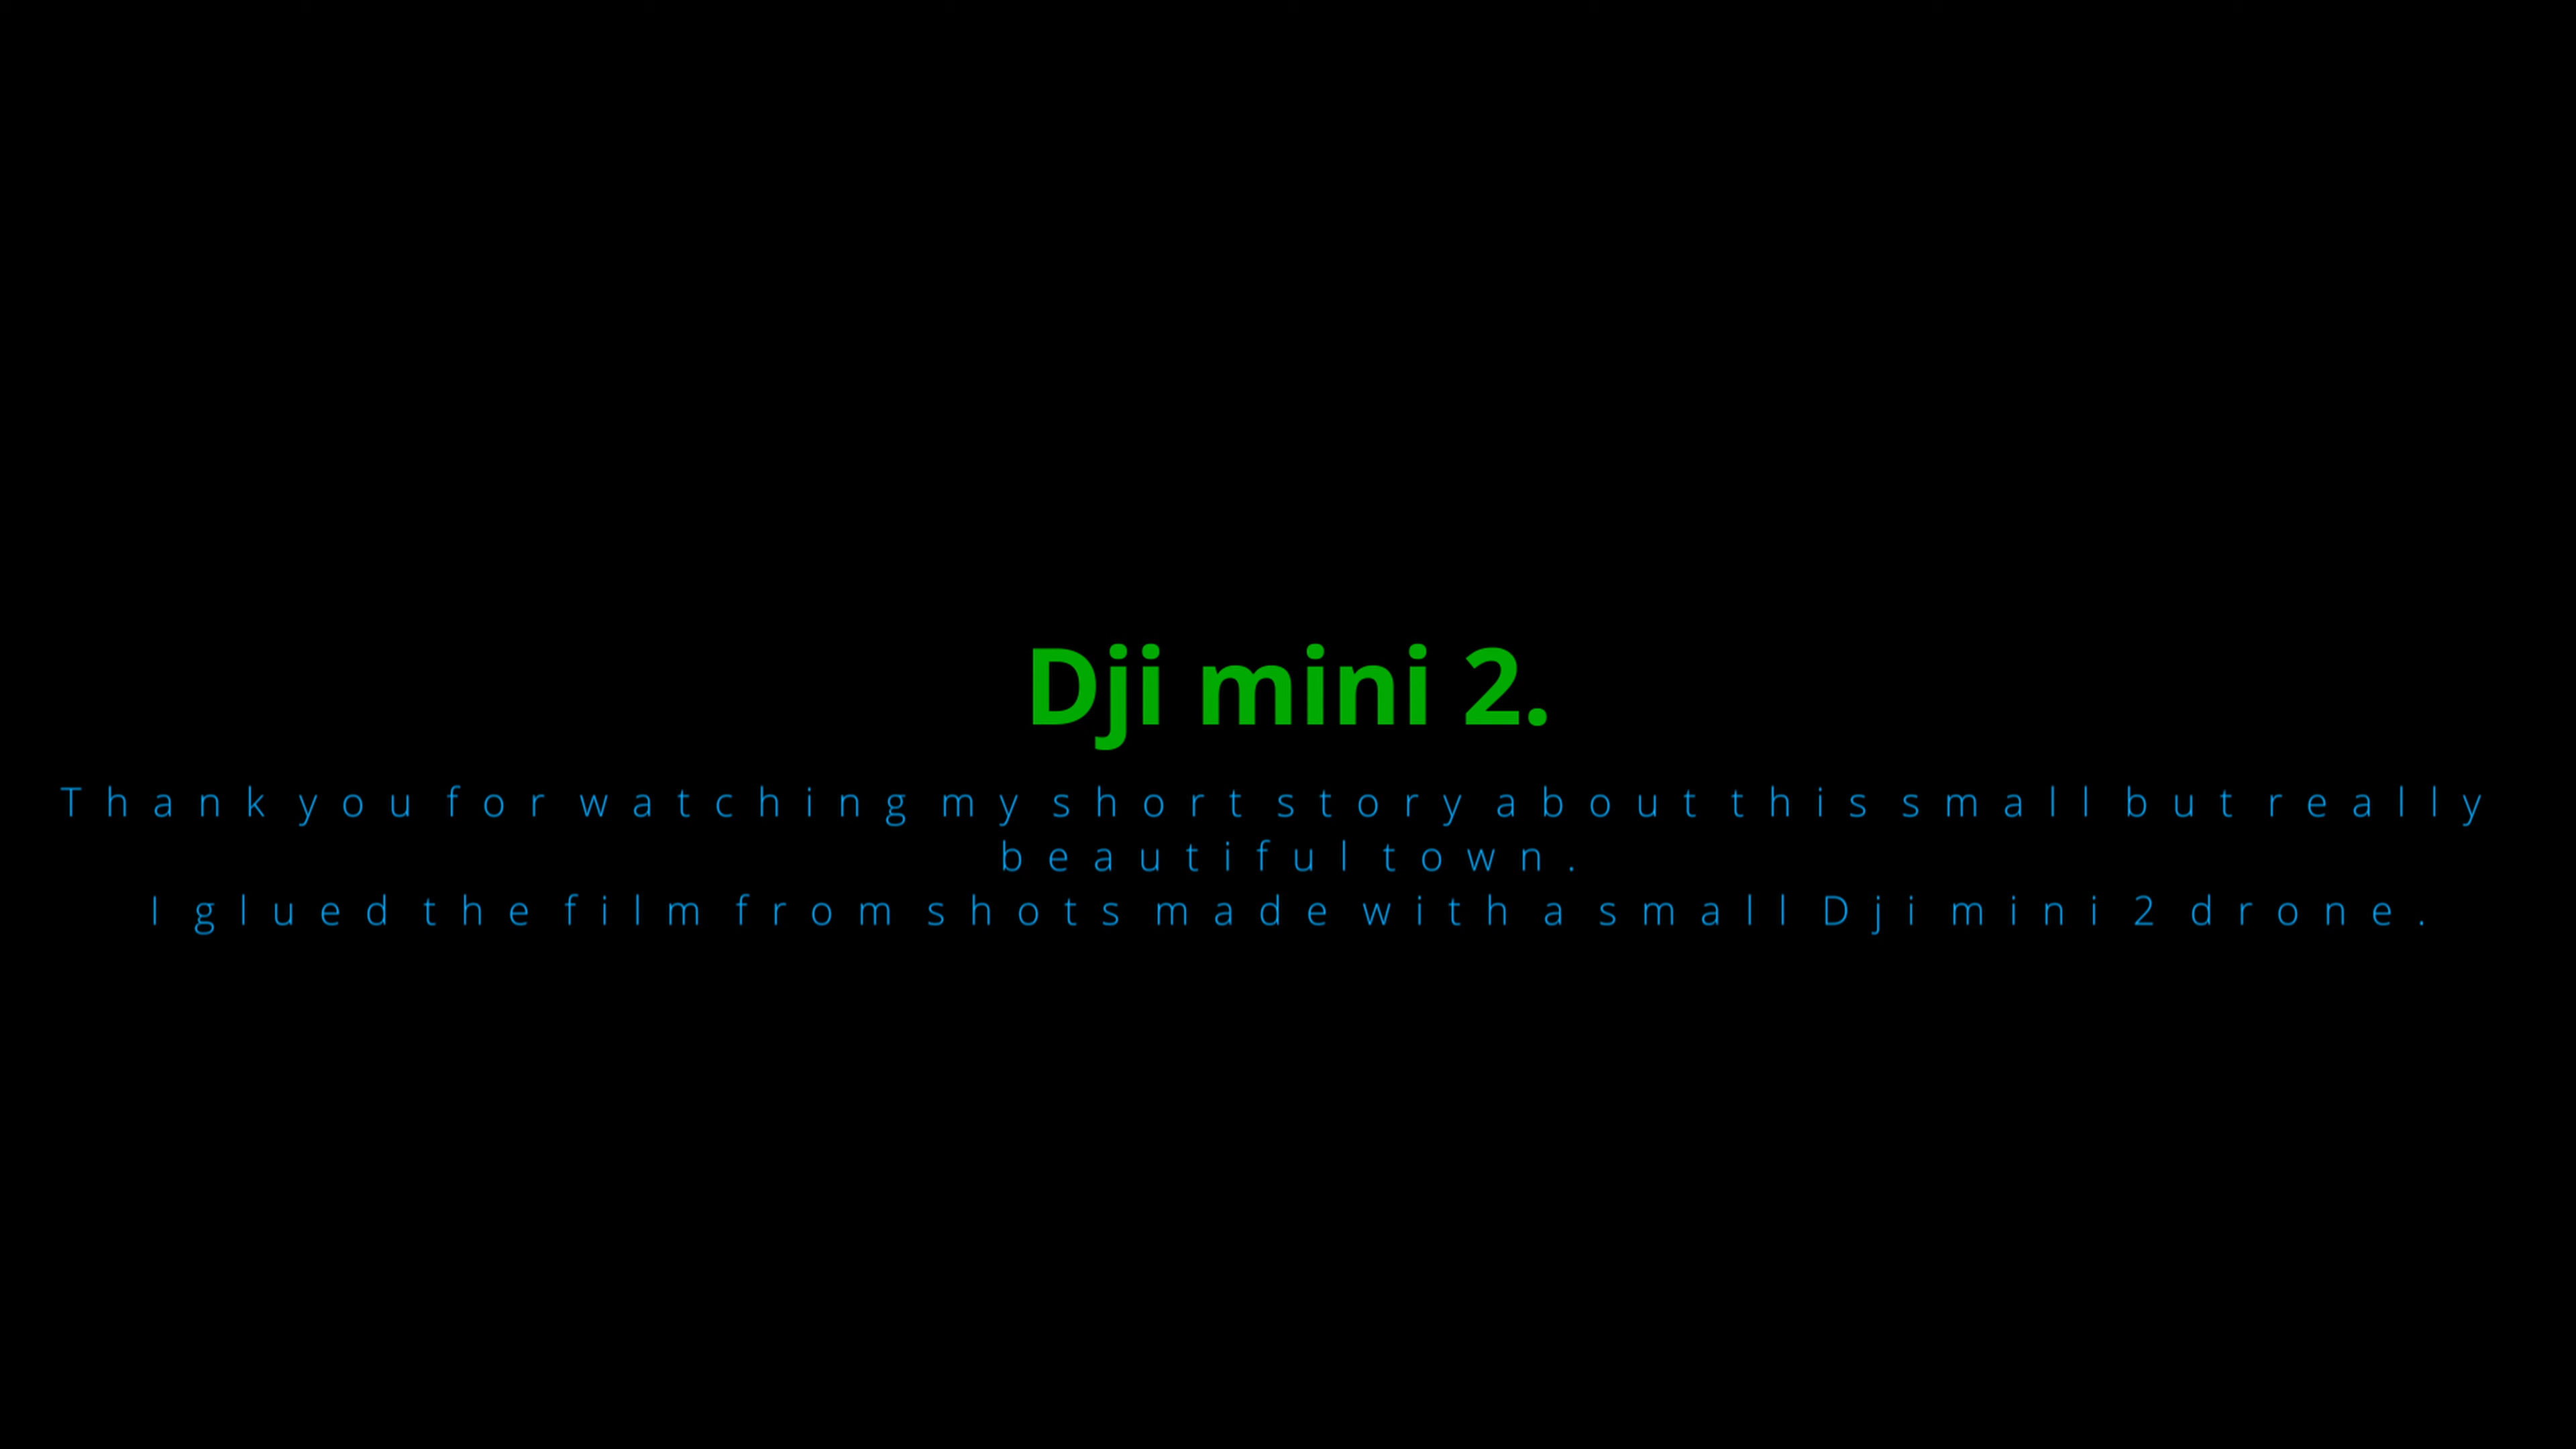 Dji mini 2.
Thank you for watching my short story about this small but really
beautiful town.
I glued the film from shots made with a small Dji mini 2 drone.